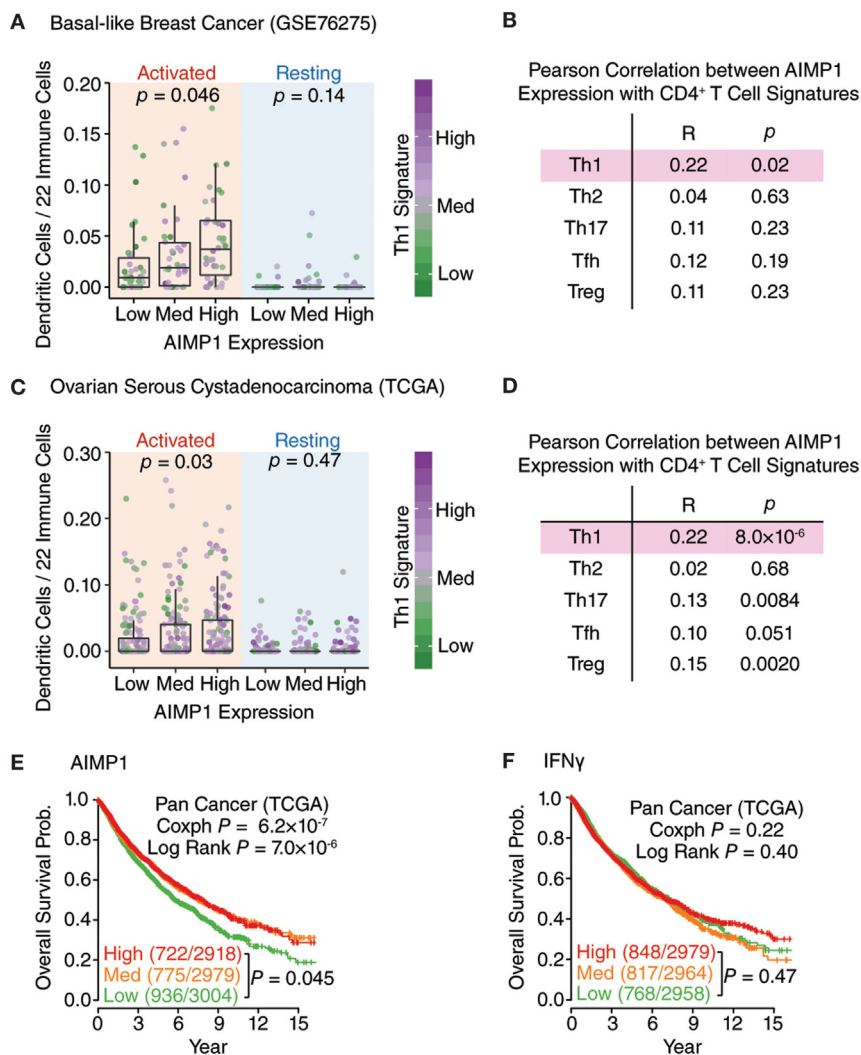 A Basal-like Breast Cancer (GSE76275)
Dendritic Cells / 22 Immune Cells
0.20
0.15
0.10
0.05
0.00
Activated
p = 0.046
Resting
p = 0.14
Low Med High Low Med High
AIMP1 Expression
Th1 Signature
High
Med
Low
B
Pearson Correlation between AIMP1
Expression with CD4+ T Cell Signatures
R p
Th1 0.22 0.02
Th2 0.04 0.63
Th17 0.11 0.23
Tfh 0.12 0.19
Treg 0.11 0.23
C Ovarian Serous Cystadenocarcinoma (TCGA)
Dendritic Cells / 22 Immune Cells
0.30
0.20
0.10
0.00
Activated
p = 0.03
Resting
p = 0.47
Low Med High Low Med High
AIMP1 Expression
Th1 Signature
High
Med
Low
D
Pearson Correlation between AIMP1
Expression with CD4+ T Cell Signatures
R p
Th1 0.22 8.0×10-6
Th2 0.02 0.68
Th17 0.13 0.0084
Tfh 0.10 0.051
Treg 0.15 0.0020
E AIMP1
Overall Survival Prob.
1.0
0.8
0.6
0.4
0.2
0.0
Pan Cancer (TCGA)
Coxph P = 6.2×10-7
Log Rank P = 7.0×10-6
High (722/2918)
Med (775/2979)
Low (936/3004)
P = 0.045
0 3 6 9 12 15
Year
F IFNγ
Overall Survival Prob.
1.0
0.8
0.6
0.4
0.2
0.0
Pan Cancer (TCGA)
Coxph P = 0.22
Log Rank P = 0.40
High (848/2979)
Med (817/2964)
Low (768/2958)
P = 0.47
0 3 6 9 12 15
Year